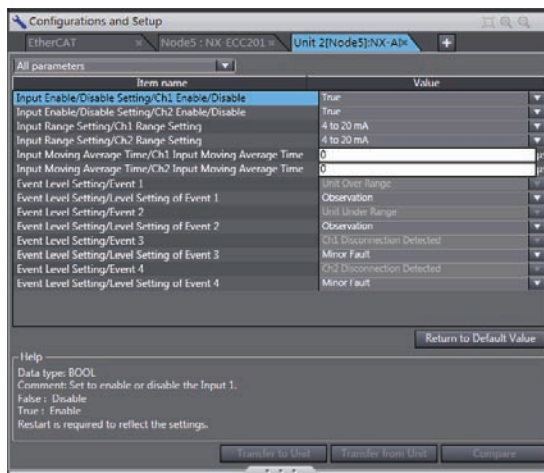 Configurations and Setup
EtherCAT
Node5 : NX-ECC201
Unit 2[Node5]:NX-AD
All parameters
Item name Value
Input Enable/Disable Setting/Ch1 Enable/Disable True
Input Enable/Disable Setting/Ch2 Enable/Disable True
Input Range Setting/Ch1 Range Setting 4 to 20 mA
Input Range Setting/Ch2 Range Setting 4 to 20 mA
Input Moving Average Time/Ch1 Input Moving Average Time 0
Input Moving Average Time/Ch2 Input Moving Average Time 0
Event Level Setting/Event 1 Unit Over Range
Event Level Setting/Level Setting of Event 1 Observation
Event Level Setting/Event 2 Unit Under Range
Event Level Setting/Level Setting of Event 2 Observation
Event Level Setting/Event 3 Ch1 Disconnection Detected
Event Level Setting/Level Setting of Event 3 Minor Fault
Event Level Setting/Event 4 Ch2 Disconnection Detected
Event Level Setting/Level Setting of Event 4 Minor Fault
Return to Default Value
Help
Data type: BOOL
Comment: Set to enable or disable the Input 1.
False : Disable
True : Enable
Restart is required to reflect the settings.
Transfer to Unit Transfer from Unit Compare